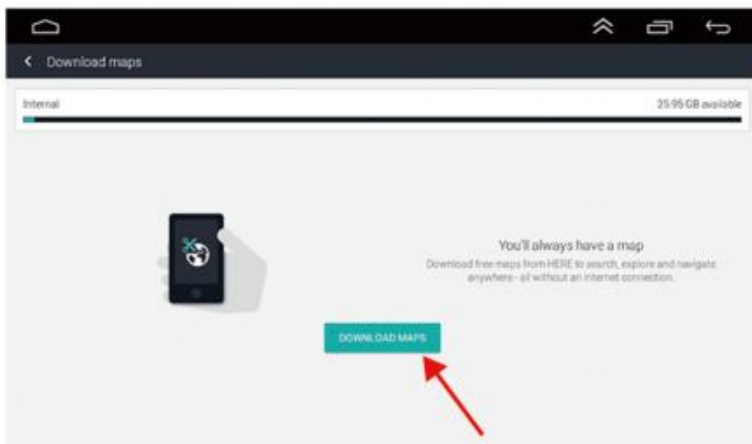 Download maps
Internal 25.95 GB available
You'll always have a map
Download free maps from HERE to search, explore and navigate
anywhere - all without an internet connection.
DOWNLOAD MAPS